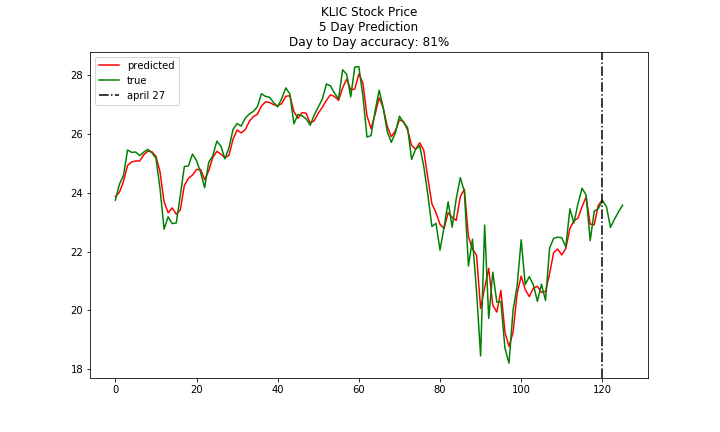 KLIC Stock Price
5 Day Prediction
Day to Day accuracy: 81%
predicted
true
april 27
28
26
24
22
20
18
0 20 40 60 80 100 120